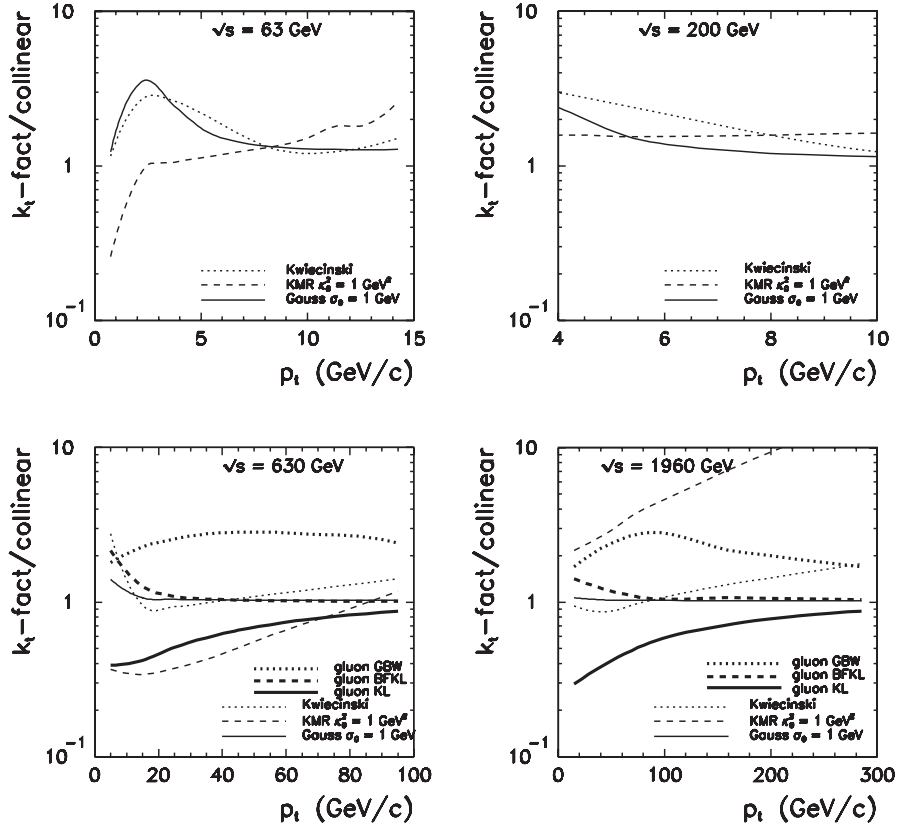 √s = 63 GeV
k_t-fact/collinear
10
1
10⁻¹
Kwiecinski
KMR κ₀² = 1 GeV²
Gauss σ₀ = 1 GeV
0 5 10 15
p_t (GeV/c)
√s = 200 GeV
k_t-fact/collinear
10
1
10⁻¹
Kwiecinski
KMR κ₀² = 1 GeV²
Gauss σ₀ = 1 GeV
4 6 8 10
p_t (GeV/c)
√s = 630 GeV
k_t-fact/collinear
10
1
10⁻¹
gluon GBW
gluon BFKL
gluon KL
Kwiecinski
KMR κ₀² = 1 GeV²
Gauss σ₀ = 1 GeV
0 20 40 60 80 100
p_t (GeV/c)
√s = 1960 GeV
k_t-fact/collinear
10
1
10⁻¹
gluon GBW
gluon BFKL
gluon KL
Kwiecinski
KMR κ₀² = 1 GeV²
Gauss σ₀ = 1 GeV
0 100 200 300
p_t (GeV/c)